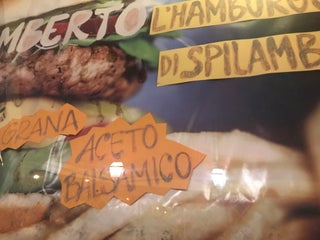 MBERTO
L'HAMBURG
DI SPILAMB
GRANA
ACETO
BALSAMICO